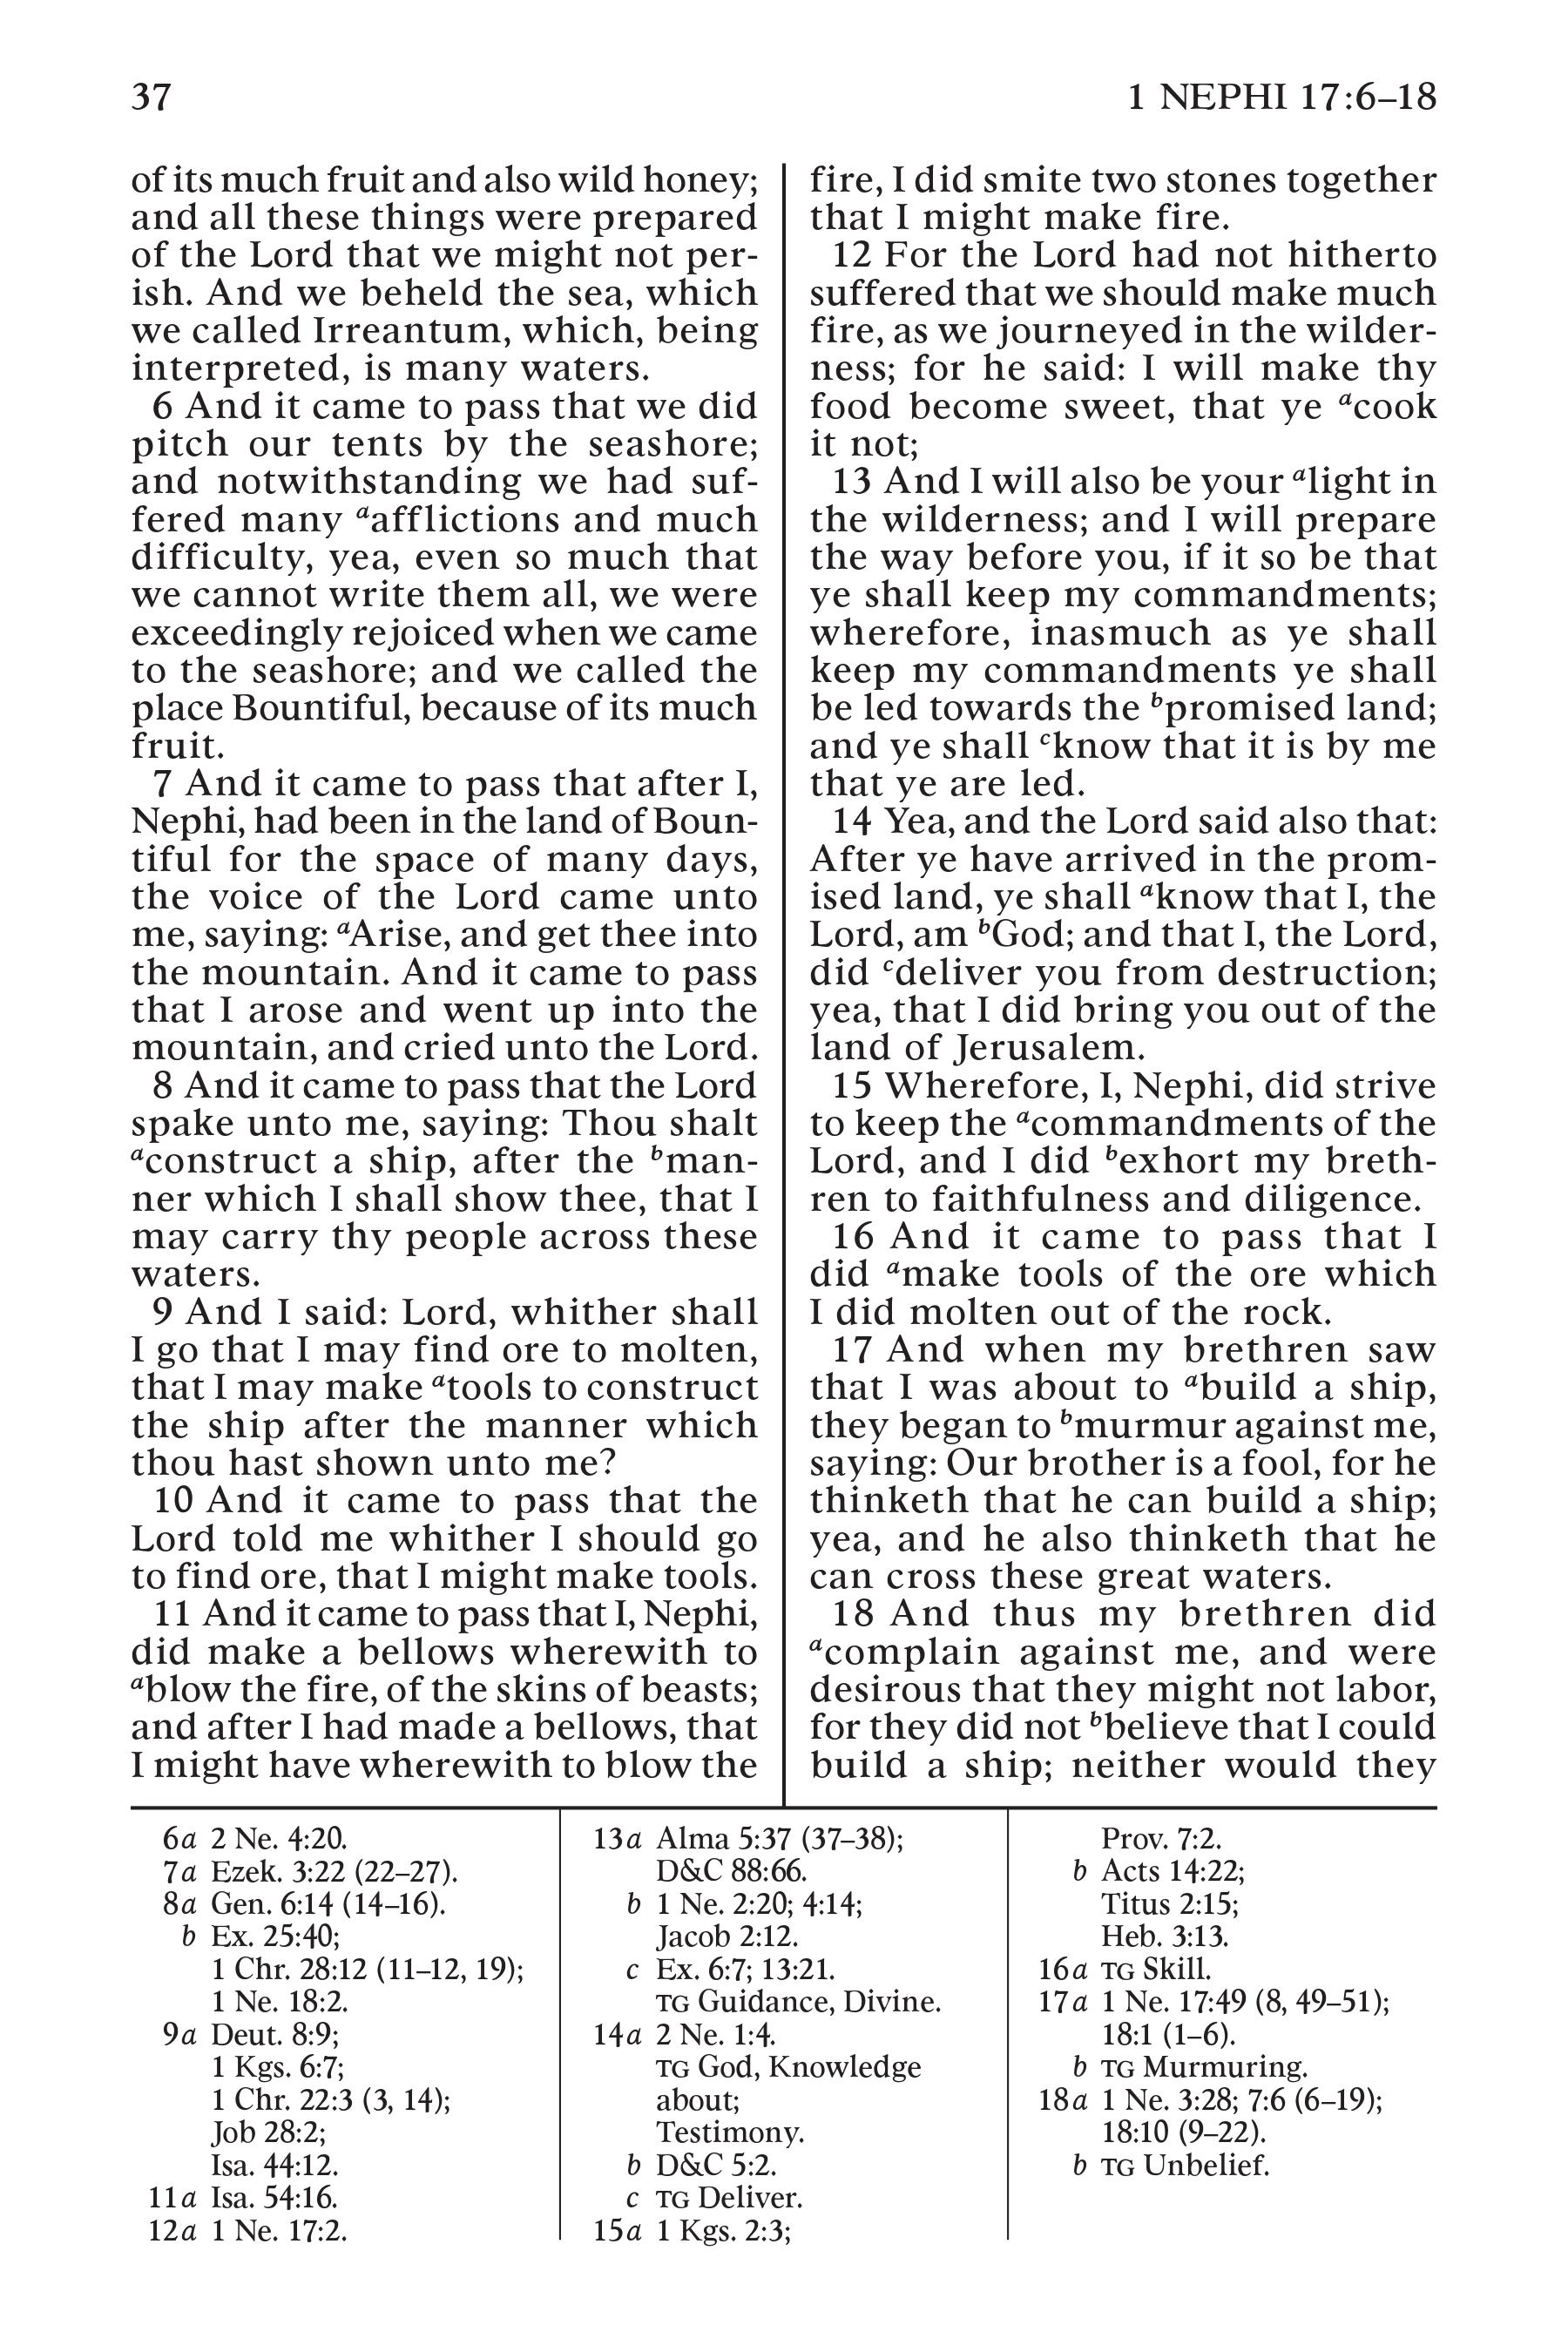 37
1 NEPHI 17:6–18
of its much fruit and also wild honey;
and all these things were prepared
of the Lord that we might not per-
ish. And we beheld the sea, which
we called Irreantum, which, being
interpreted, is many waters.
6 And it came to pass that we did
pitch our tents by the seashore;
and notwithstanding we had suf-
fered many aafflictions and much
difficulty, yea, even so much that
we cannot write them all, we were
exceedingly rejoiced when we came
to the seashore; and we called the
place Bountiful, because of its much
fruit.
7 And it came to pass that after I,
Nephi, had been in the land of Boun-
tiful for the space of many days,
the voice of the Lord came unto
me, saying: aArise, and get thee into
the mountain. And it came to pass
that I arose and went up into the
mountain, and cried unto the Lord.
8 And it came to pass that the Lord
spake unto me, saying: Thou shalt
aconstruct a ship, after the bman-
ner which I shall show thee, that I
may carry thy people across these
waters.
9 And I said: Lord, whither shall
I go that I may find ore to molten,
that I may make atools to construct
the ship after the manner which
thou hast shown unto me?
10 And it came to pass that the
Lord told me whither I should go
to find ore, that I might make tools.
11 And it came to pass that I, Nephi,
did make a bellows wherewith to
ablow the fire, of the skins of beasts;
and after I had made a bellows, that
I might have wherewith to blow the
fire, I did smite two stones together
that I might make fire.
12 For the Lord had not hitherto
suffered that we should make much
fire, as we journeyed in the wilder-
ness; for he said: I will make thy
food become sweet, that ye acook
it not;
13 And I will also be your alight in
the wilderness; and I will prepare
the way before you, if it so be that
ye shall keep my commandments;
wherefore, inasmuch as ye shall
keep my commandments ye shall
be led towards the bpromised land;
and ye shall cknow that it is by me
that ye are led.
14 Yea, and the Lord said also that:
After ye have arrived in the prom-
ised land, ye shall aknow that I, the
Lord, am bGod; and that I, the Lord,
did cdeliver you from destruction;
yea, that I did bring you out of the
land of Jerusalem.
15 Wherefore, I, Nephi, did strive
to keep the acommandments of the
Lord, and I did bexhort my breth-
ren to faithfulness and diligence.
16 And it came to pass that I
did amake tools of the ore which
I did molten out of the rock.
17 And when my brethren saw
that I was about to abuild a ship,
they began to bmurmur against me,
saying: Our brother is a fool, for he
thinketh that he can build a ship;
yea, and he also thinketh that he
can cross these great waters.
18 And thus my brethren did
acomplain against me, and were
desirous that they might not labor,
for they did not bbelieve that I could
build a ship; neither would they
6a 2 Ne. 4:20.
7a Ezek. 3:22 (22–27).
8a Gen. 6:14 (14–16).
b Ex. 25:40;
1 Chr. 28:12 (11–12, 19);
1 Ne. 18:2.
9a Deut. 8:9;
1 Kgs. 6:7;
1 Chr. 22:3 (3, 14);
Job 28:2;
Isa. 44:12.
11a Isa. 54:16.
12a 1 Ne. 17:2.
13a Alma 5:37 (37–38);
D&C 88:66.
b 1 Ne. 2:20; 4:14;
Jacob 2:12.
c Ex. 6:7; 13:21.
TG Guidance, Divine.
14a 2 Ne. 1:4.
TG God, Knowledge
about;
Testimony.
b D&C 5:2.
c TG Deliver.
15a 1 Kgs. 2:3;
Prov. 7:2.
b Acts 14:22;
Titus 2:15;
Heb. 3:13.
16a TG Skill.
17a 1 Ne. 17:49 (8, 49–51);
18:1 (1–6).
b TG Murmuring.
18a 1 Ne. 3:28; 7:6 (6–19);
18:10 (9–22).
b TG Unbelief.